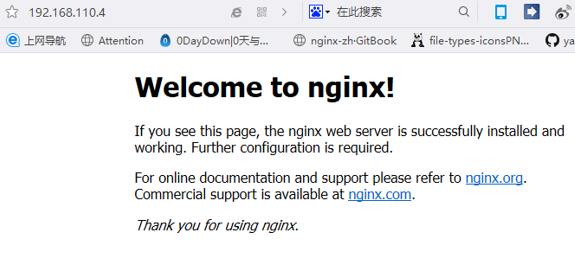 192.168.110.4 在此搜索
上网导航 Attention 0DayDown|0天与... nginx-zh·GitBook file-types-iconsPN... ya
Welcome to nginx!
If you see this page, the nginx web server is successfully installed and
working. Further configuration is required.
For online documentation and support please refer to nginx.org.
Commercial support is available at nginx.com.
Thank you for using nginx.